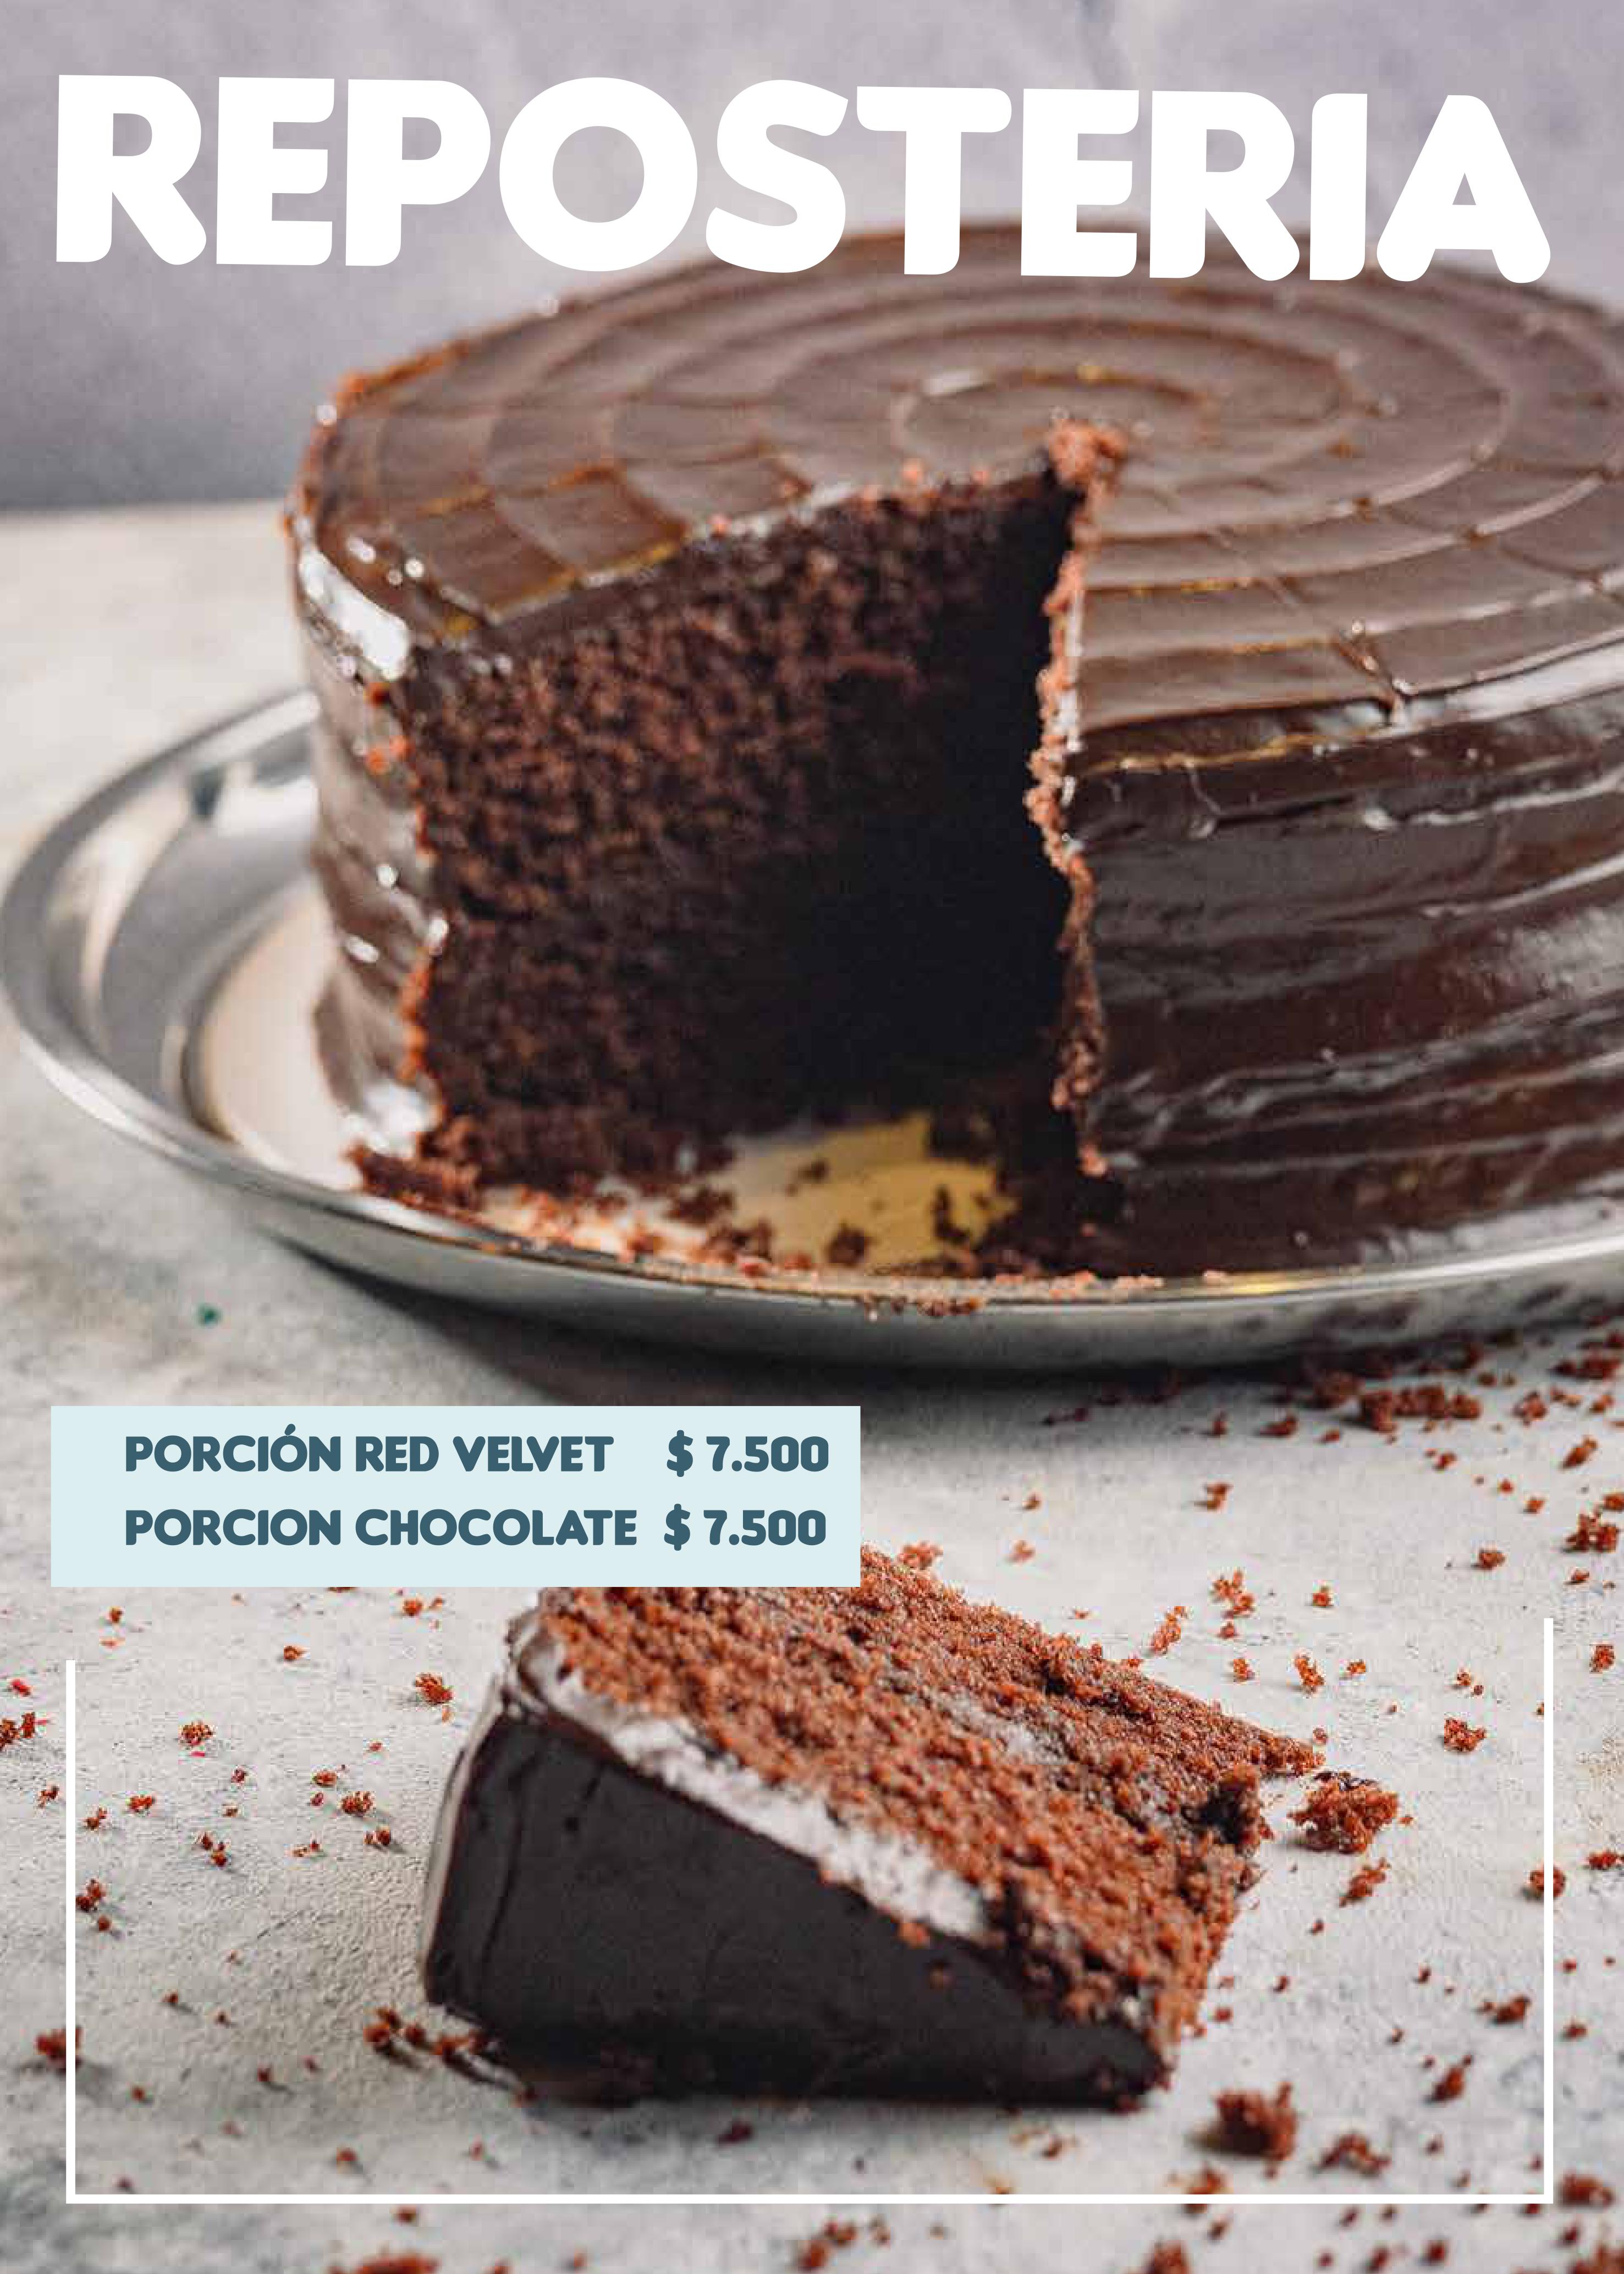 REPOSTERIA
PORCIÓN RED VELVET $ 7.500
PORCION CHOCOLATE $ 7.500